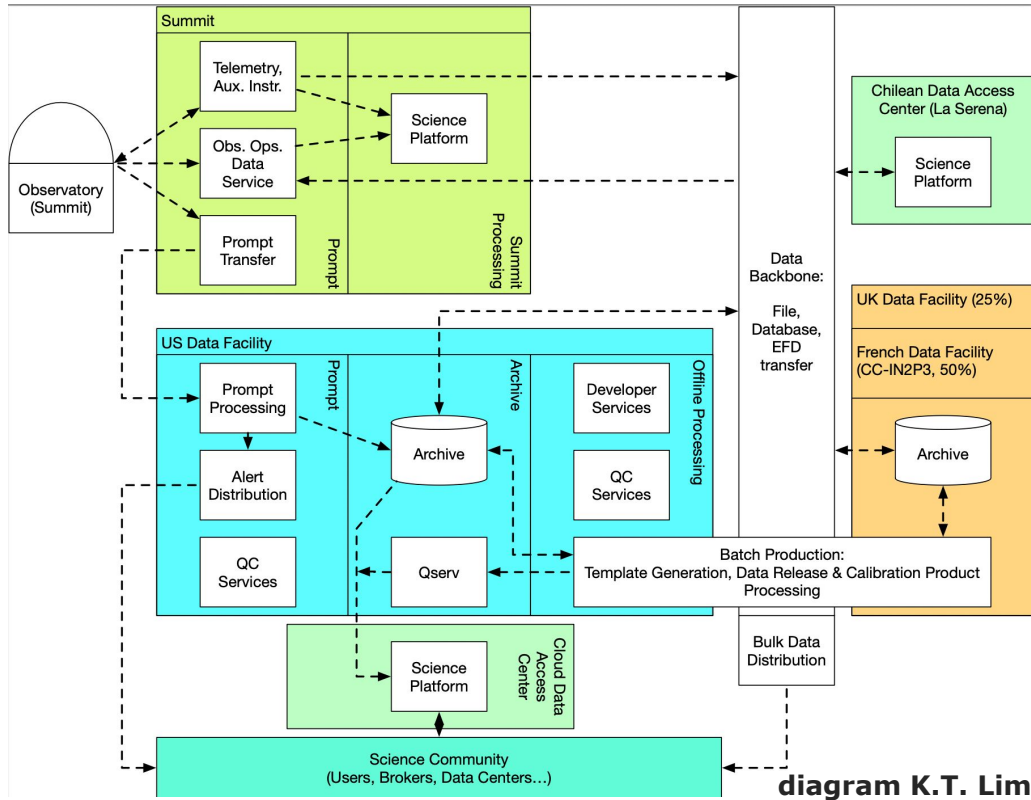 Summit
Telemetry,
Aux. Instr.
Science
Platform
Obs. Ops.
Data
Service
Prompt
Transfer
Prompt
Summit
Processing
Observatory
(Summit)
Data
Backbone:
File,
Database,
EFD
transfer
Chilean Data Access
Center (La Serena)
Science
Platform
UK Data Facility (25%)
French Data Facility
(CC-IN2P3, 50%)
Archive
US Data Facility
Prompt
Processing
Alert
Distribution
QC
Services
Prompt
Archive
Qserv
Archive
Developer
Services
QC
Services
Offline Processing
Batch Production:
Template Generation, Data Release & Calibration Product
Processing
Bulk Data
Distribution
Science
Platform
Cloud Data
Access
Center
Science Community
(Users, Brokers, Data Centers…)
diagram K.T. Lim